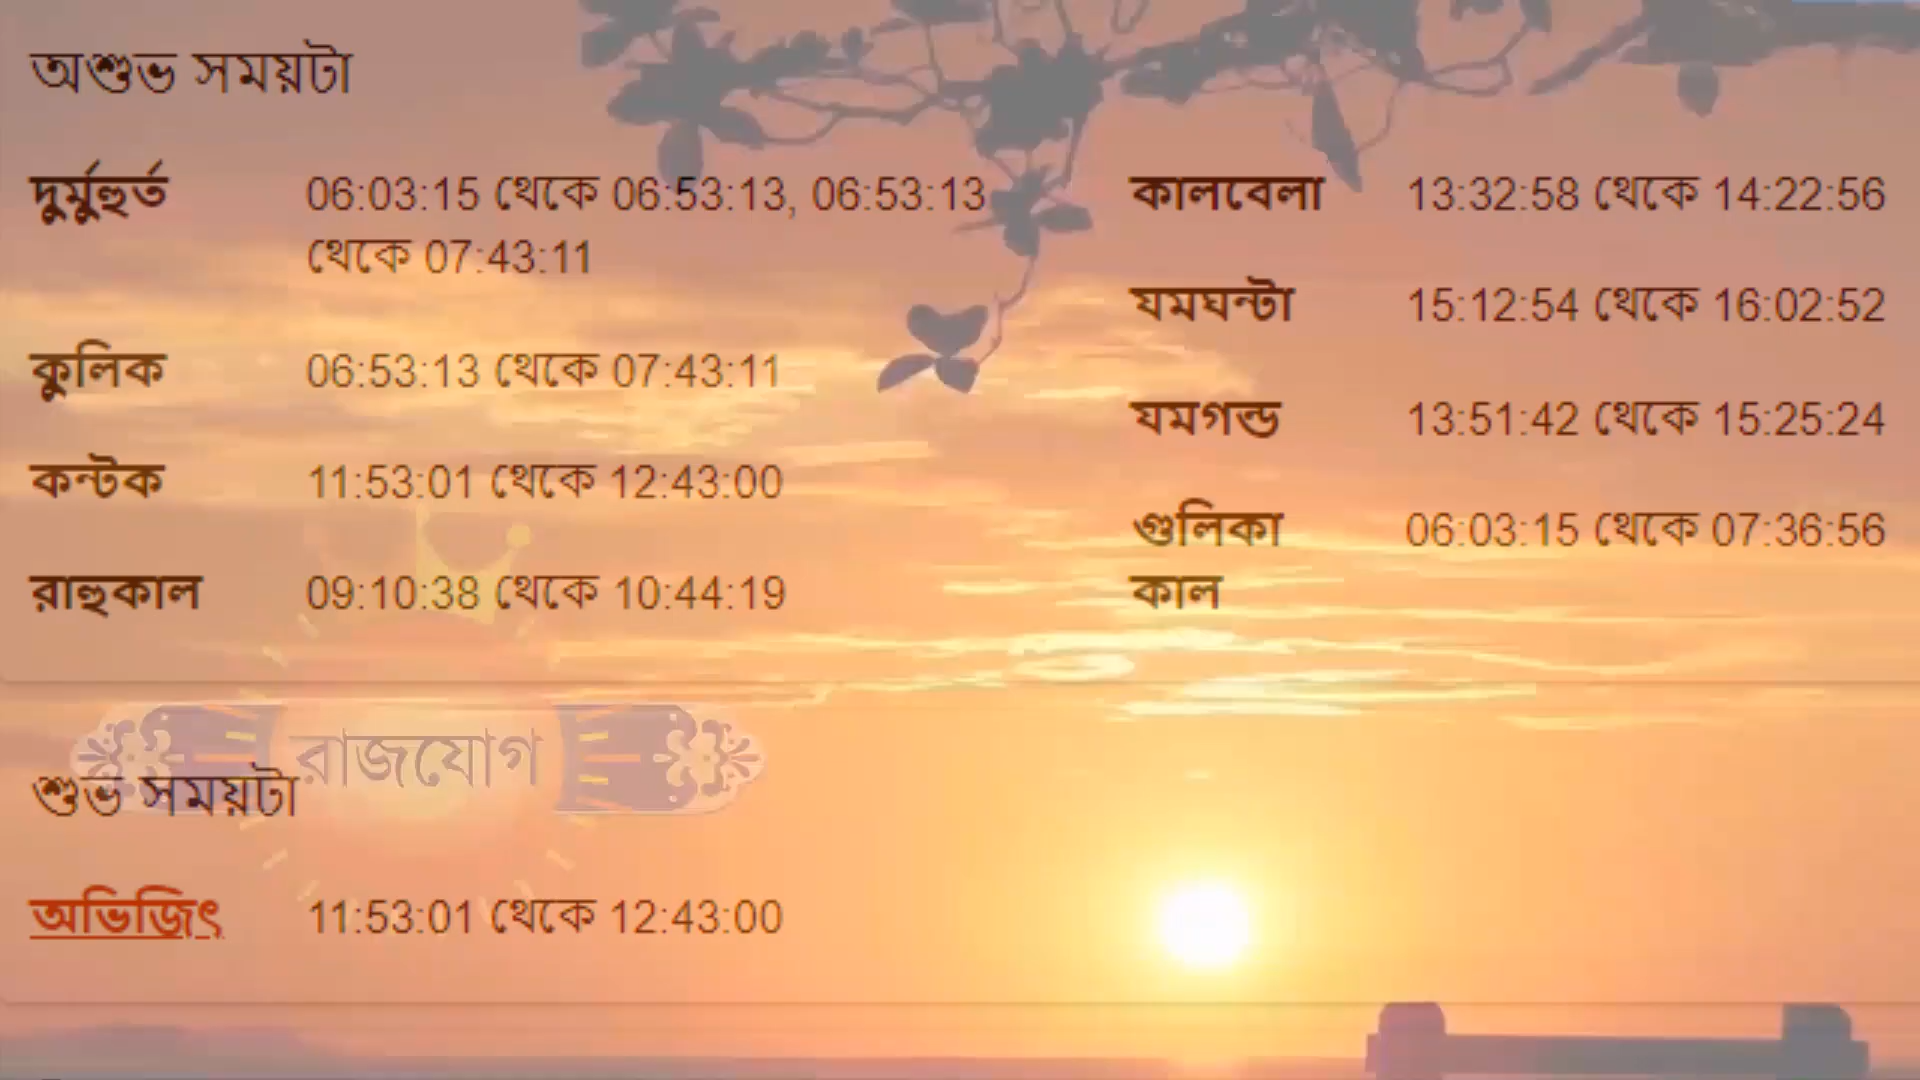 অশুভ সময়টা
দুর্মুহুর্ত 06:03:15 থেকে 06:53:13, 06:53:13
থেকে 07:43:11
কুলিক 06:53:13 থেকে 07:43:11
কন্টক 11:53:01 থেকে 12:43:00
রাহুকাল 09:10:38 থেকে 10:44:19
কালবেলা 13:32:58 থেকে 14:22:56
যমঘন্টা 15:12:54 থেকে 16:02:52
যমগন্ড 13:51:42 থেকে 15:25:24
গুলিকা 06:03:15 থেকে 07:36:56
কাল
রাজযোগ
শুভ সময়টা
অভিজিৎ 11:53:01 থেকে 12:43:00